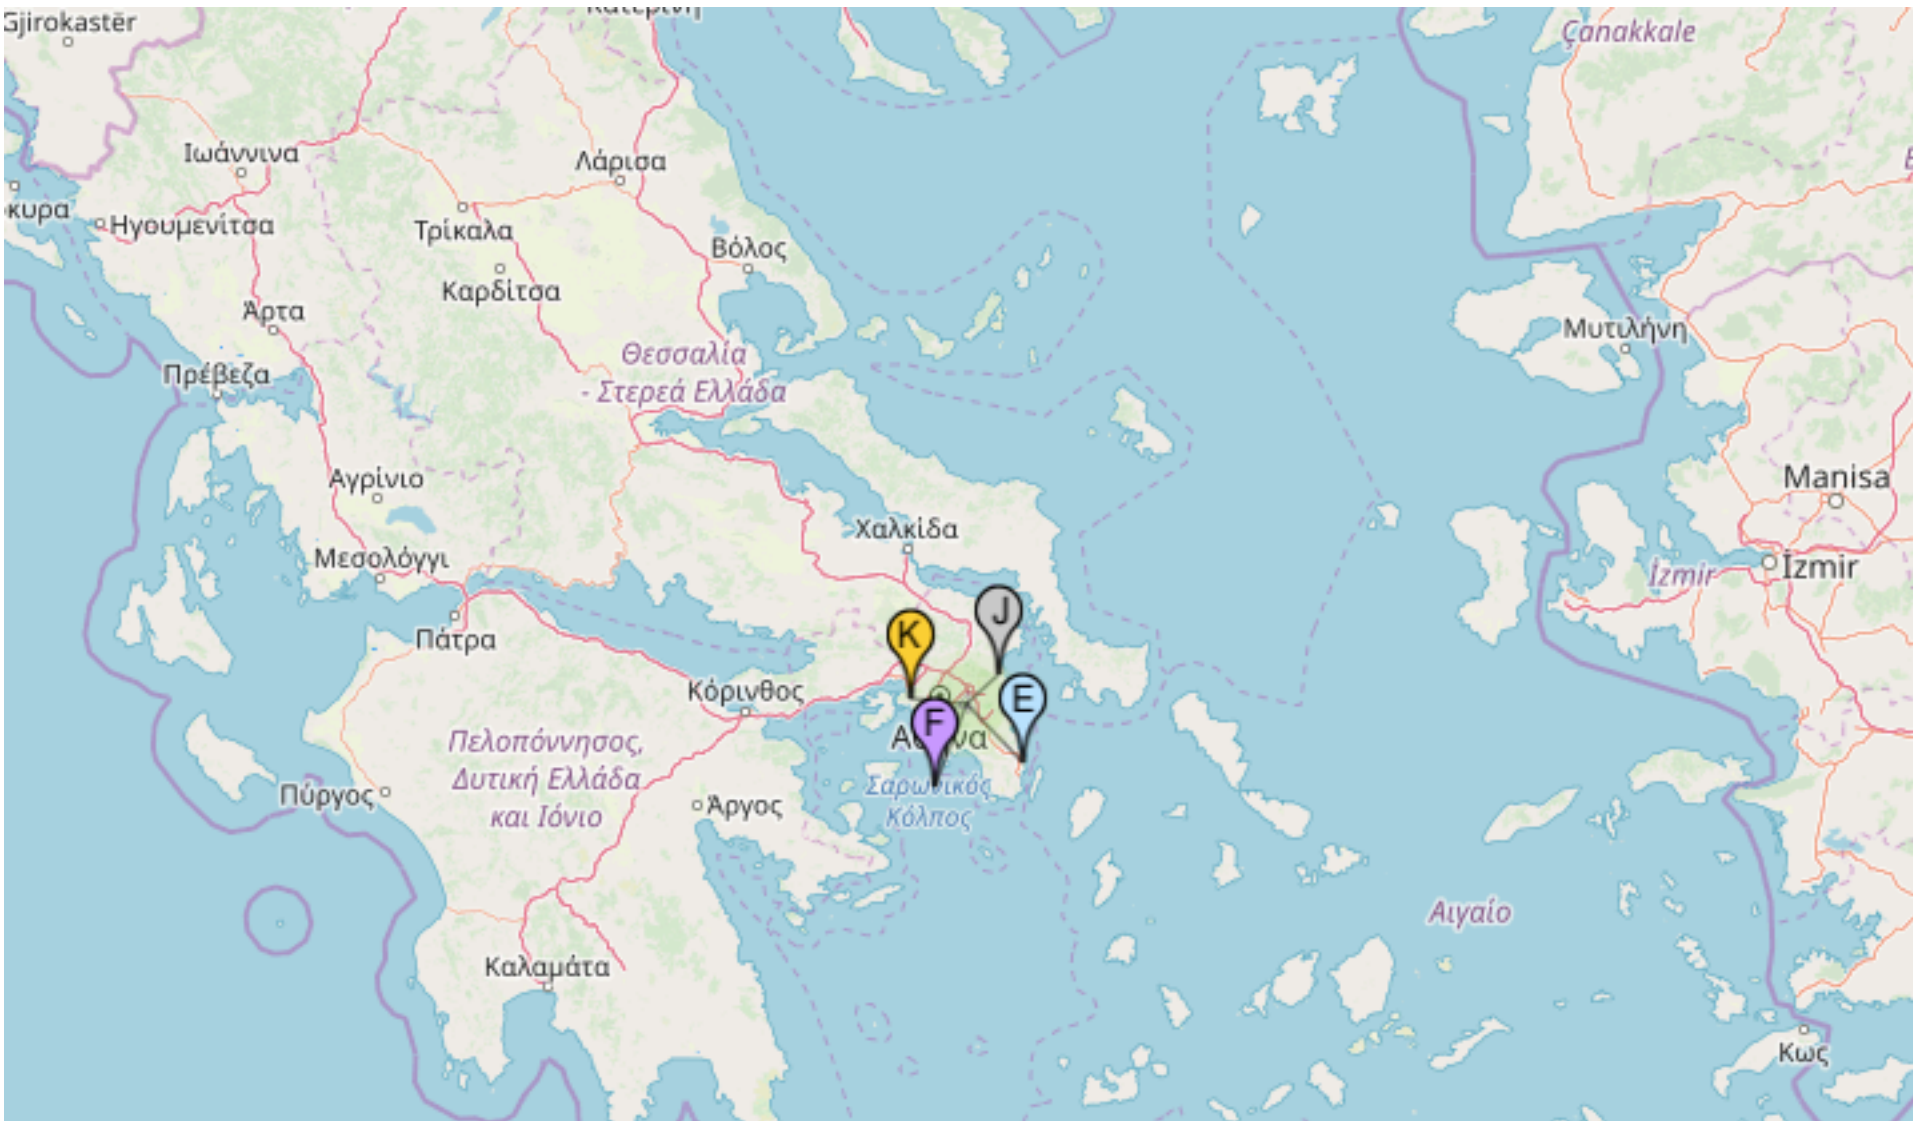 Gjirokastër
Çanakkale
Ιωάννινα
Λάρισα
Ηγουμενίτσα
Τρίκαλα
Βόλος
Καρδίτσα
Άρτα
Μυτιλήνη
Θεσσαλία
- Στερεά Ελλάδα
Πρέβεζα
Αγρίνιο
Manisa
Χαλκίδα
Μεσολόγγι
İzmir
İzmir
J
Πάτρα
K
Κόρινθος
E
F
Πελοπόννησος,
Δυτική Ελλάδα
και Ιόνιο
Σαρωνικός
Κόλπος
Πύργος
Άργος
Αιγαίο
Καλαμάτα
Κως